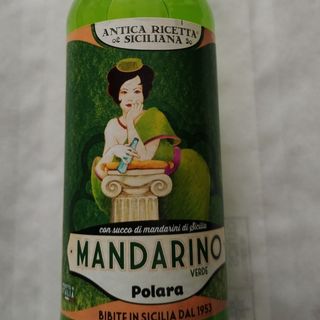 ANTICA RICETTA
SICILIANA
con succo di mandarini di Sicilia
MANDARINO
VERDE
Polara
BIBITE IN SICILIA DAL 1953